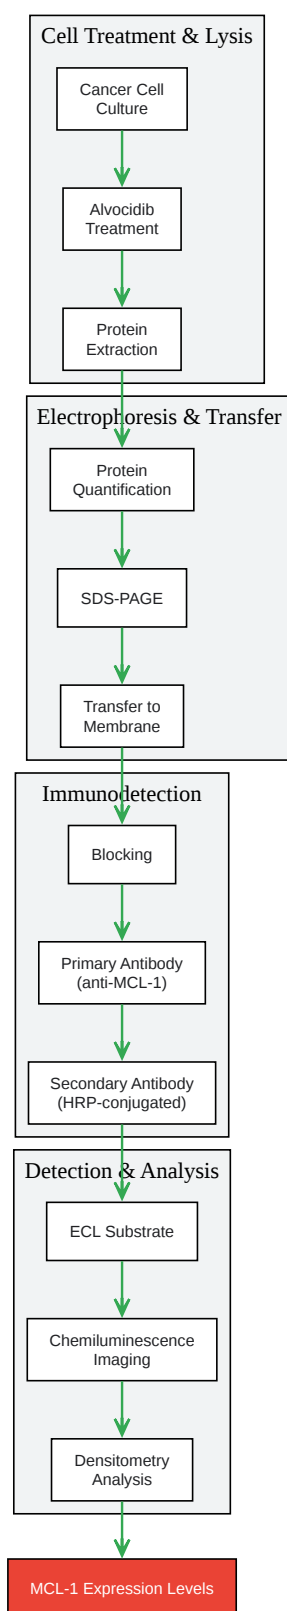 Cell Treatment & Lysis
Cancer Cell
Culture
Alvocidib
Treatment
Protein
Extraction
Electrophoresis & Transfer
Protein
Quantification
SDS-PAGE
Transfer to
Membrane
Immunodetection
Blocking
Primary Antibody
(anti-MCL-1)
Secondary Antibody
(HRP-conjugated)
Detection & Analysis
ECL Substrate
Chemiluminescence
Imaging
Densitometry
Analysis
MCL-1 Expression Levels